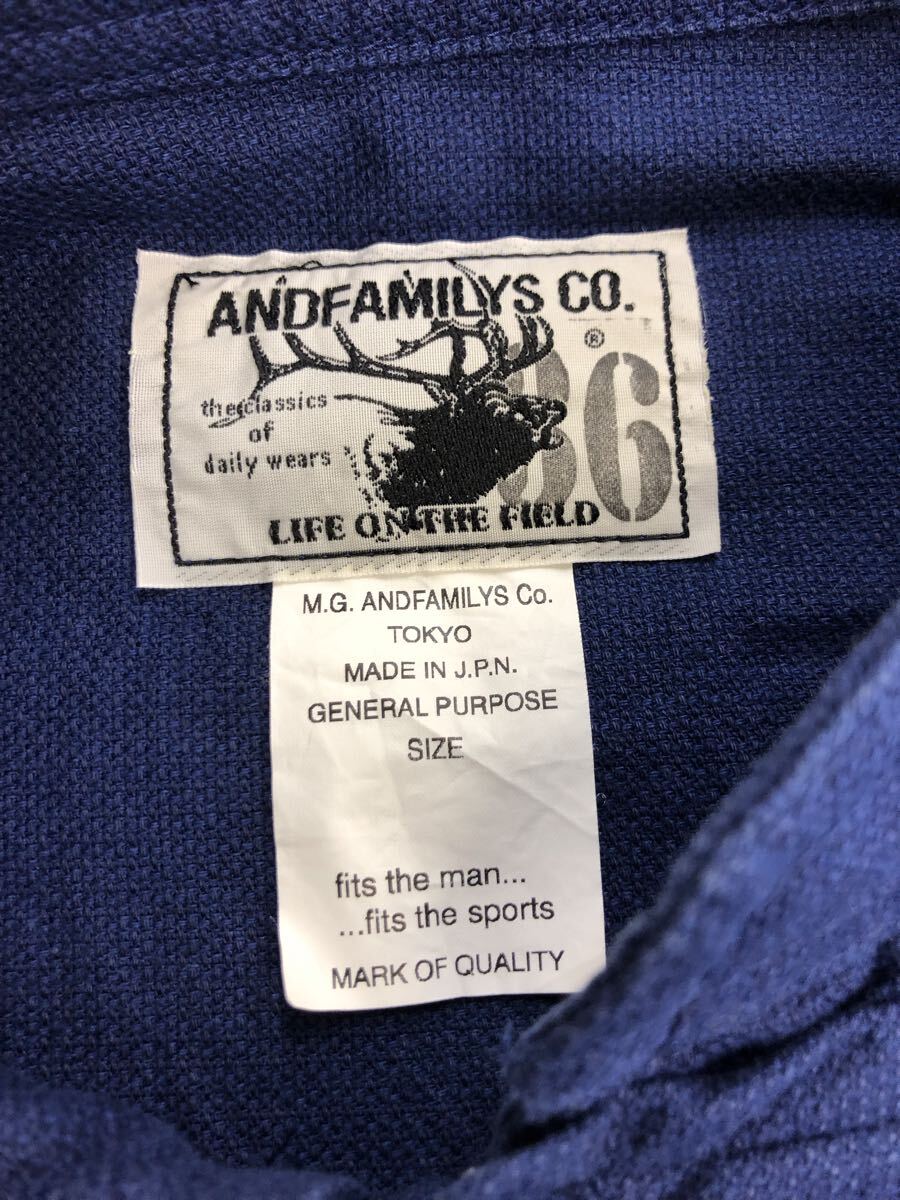 ANDFAMILYS CO.
®
86
the classics
of
daily wears
LIFE ON THE FIELD
M.G. ANDFAMILYS Co.
TOKYO
MADE IN J.P.N.
GENERAL PURPOSE
SIZE
fits the man...
...fits the sports
MARK OF QUALITY